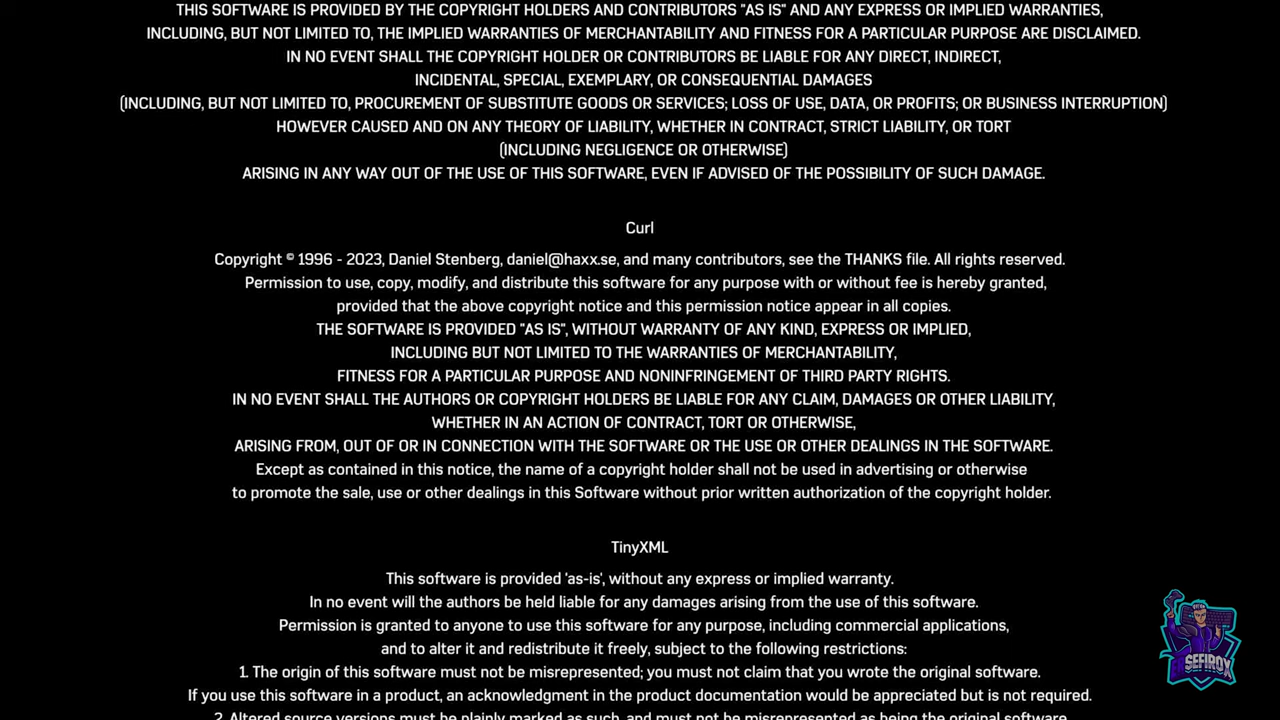 THIS SOFTWARE IS PROVIDED BY THE COPYRIGHT HOLDERS AND CONTRIBUTORS "AS IS" AND ANY EXPRESS OR IMPLIED WARRANTIES,
INCLUDING, BUT NOT LIMITED TO, THE IMPLIED WARRANTIES OF MERCHANTABILITY AND FITNESS FOR A PARTICULAR PURPOSE ARE DISCLAIMED.
IN NO EVENT SHALL THE COPYRIGHT HOLDER OR CONTRIBUTORS BE LIABLE FOR ANY DIRECT, INDIRECT,
INCIDENTAL, SPECIAL, EXEMPLARY, OR CONSEQUENTIAL DAMAGES
(INCLUDING, BUT NOT LIMITED TO, PROCUREMENT OF SUBSTITUTE GOODS OR SERVICES; LOSS OF USE, DATA, OR PROFITS; OR BUSINESS INTERRUPTION)
HOWEVER CAUSED AND ON ANY THEORY OF LIABILITY, WHETHER IN CONTRACT, STRICT LIABILITY, OR TORT
(INCLUDING NEGLIGENCE OR OTHERWISE)
ARISING IN ANY WAY OUT OF THE USE OF THIS SOFTWARE, EVEN IF ADVISED OF THE POSSIBILITY OF SUCH DAMAGE.
Curl
Copyright © 1996 - 2023, Daniel Stenberg, daniel@haxx.se, and many contributors, see the THANKS file. All rights reserved.
Permission to use, copy, modify, and distribute this software for any purpose with or without fee is hereby granted,
provided that the above copyright notice and this permission notice appear in all copies.
THE SOFTWARE IS PROVIDED "AS IS", WITHOUT WARRANTY OF ANY KIND, EXPRESS OR IMPLIED,
INCLUDING BUT NOT LIMITED TO THE WARRANTIES OF MERCHANTABILITY,
FITNESS FOR A PARTICULAR PURPOSE AND NONINFRINGEMENT OF THIRD PARTY RIGHTS.
IN NO EVENT SHALL THE AUTHORS OR COPYRIGHT HOLDERS BE LIABLE FOR ANY CLAIM, DAMAGES OR OTHER LIABILITY,
WHETHER IN AN ACTION OF CONTRACT, TORT OR OTHERWISE,
ARISING FROM, OUT OF OR IN CONNECTION WITH THE SOFTWARE OR THE USE OR OTHER DEALINGS IN THE SOFTWARE.
Except as contained in this notice, the name of a copyright holder shall not be used in advertising or otherwise
to promote the sale, use or other dealings in this Software without prior written authorization of the copyright holder.
TinyXML
This software is provided 'as-is', without any express or implied warranty.
In no event will the authors be held liable for any damages arising from the use of this software.
Permission is granted to anyone to use this software for any purpose, including commercial applications,
and to alter it and redistribute it freely, subject to the following restrictions:
1. The origin of this software must not be misrepresented; you must not claim that you wrote the original software.
If you use this software in a product, an acknowledgment in the product documentation would be appreciated but is not required.
2. Altered source versions must be plainly marked as such, and must not be misrepresented as being the original software.
SEFIROX